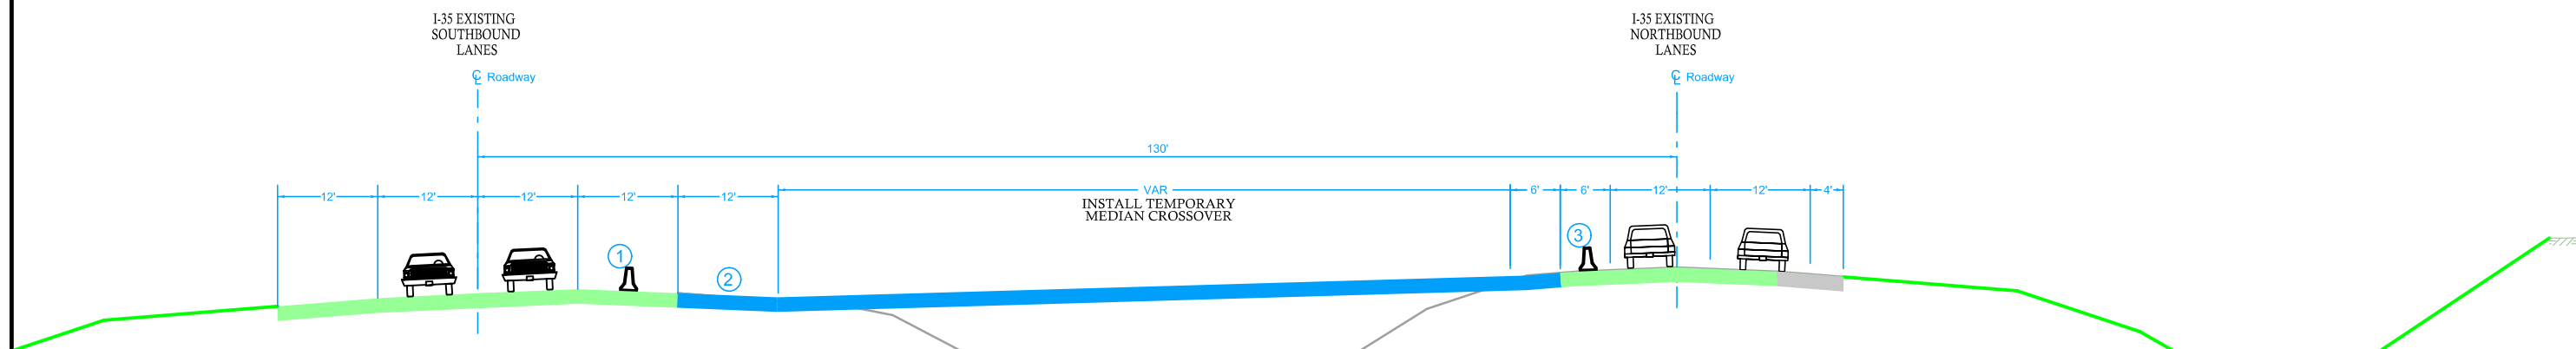 I-35 EXISTING
SOUTHBOUND
LANES
I-35 EXISTING
NORTHBOUND
LANES
℄ Roadway
℄ Roadway
130'
12'
12'
12'
12'
12'
VAR
6'
6'
12'
12'
4'
INSTALL TEMPORARY
MEDIAN CROSSOVER
1
2
3